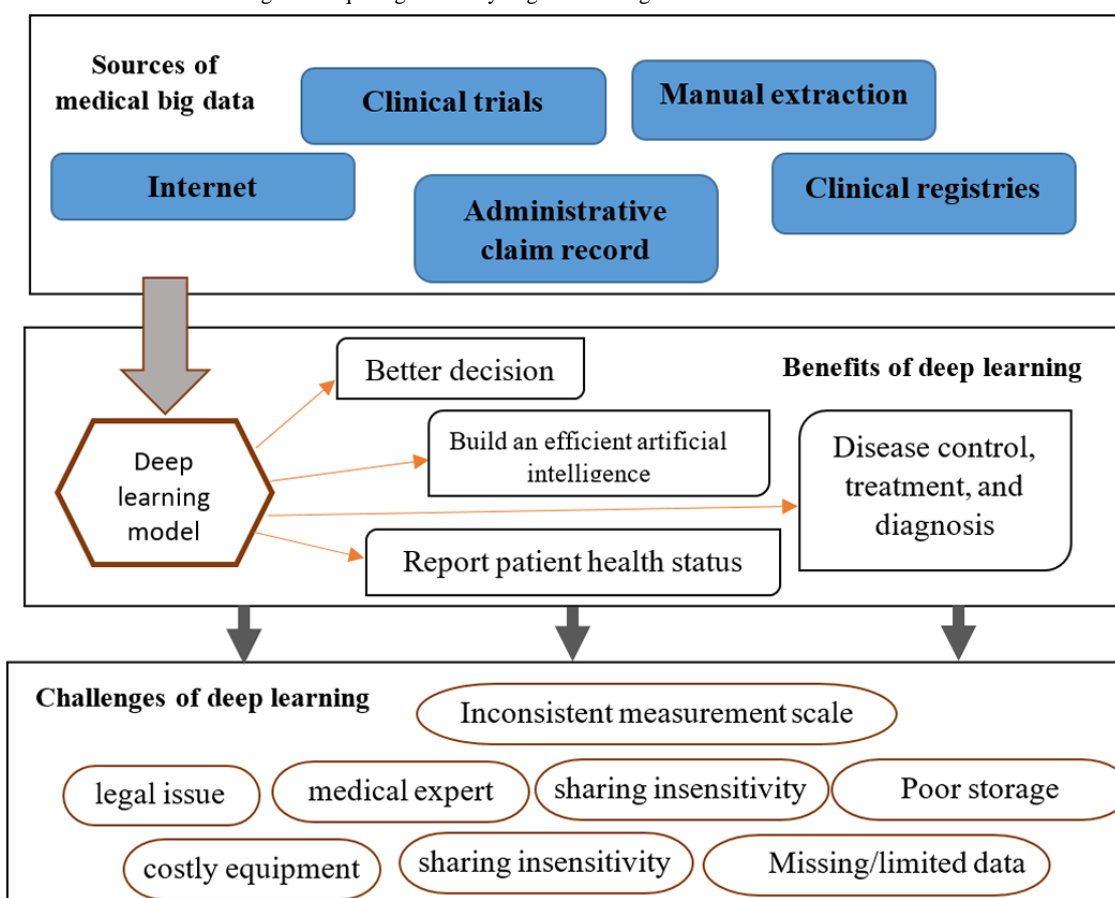 Sources of
medical big data
Clinical trials
Manual extraction
Internet
Administrative
claim record
Clinical registries
Benefits of deep learning
Better decision
Build an efficient artificial
intelligence
Disease control,
treatment, and
diagnosis
Deep
learning
model
Report patient health status
Challenges of deep learning
Inconsistent measurement scale
legal issue
medical expert
sharing insensitivity
Poor storage
costly equipment
sharing insensitivity
Missing/limited data